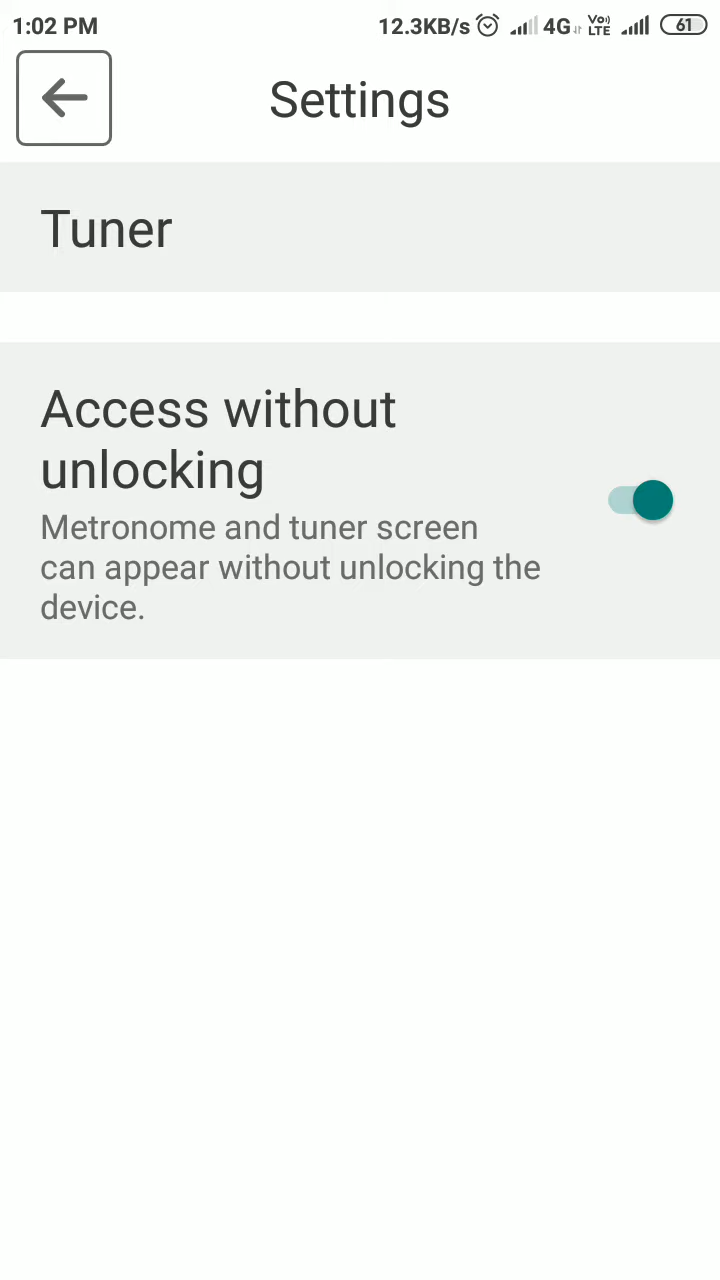 1:02 PM 12.3KB/s 4G Vo) LTE 61
Settings
Tuner
Access without
unlocking
Metronome and tuner screen
can appear without unlocking the
device.